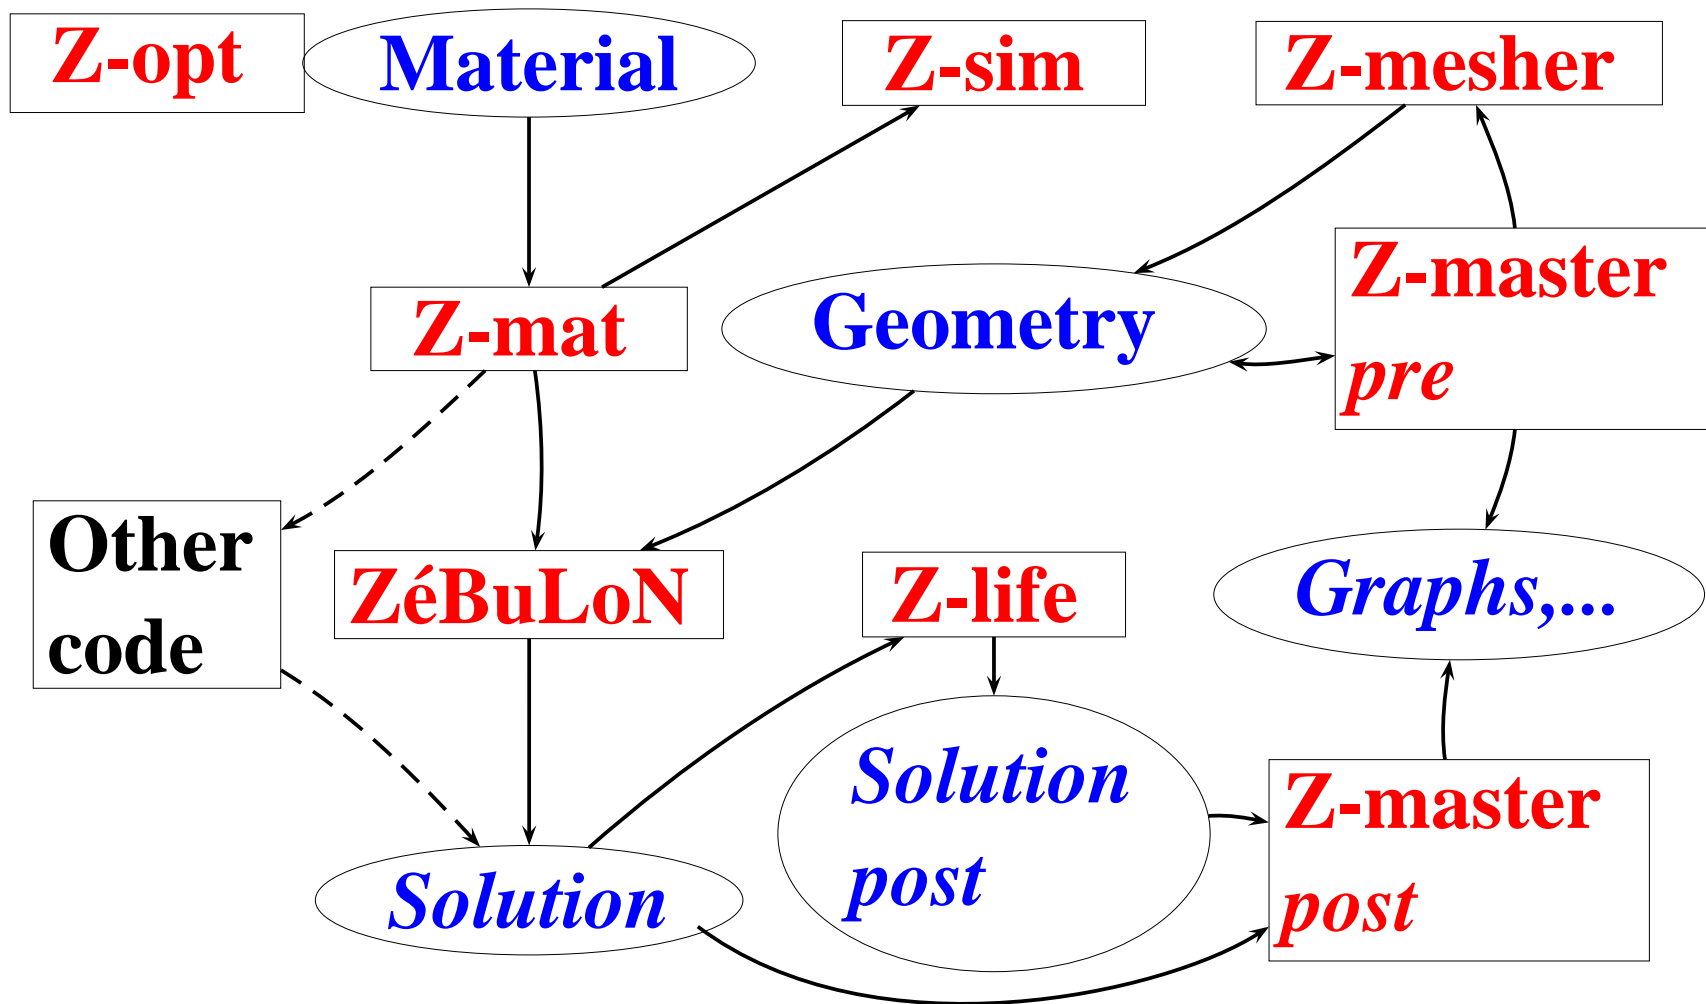 Z-opt
Material
Z-sim
Z-mesher
Z-mat
Geometry
Z-master
pre
Other
code
ZéBuLoN
Z-life
Graphs,...
Solution
Solution
post
Z-master
post